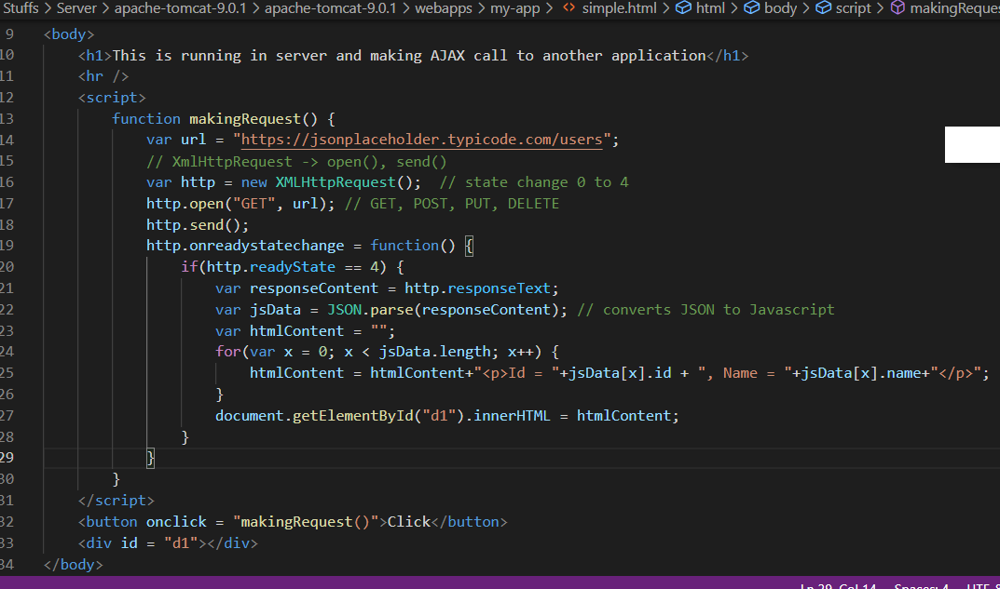 Stuffs > Server > apache-tomcat-9.0.1 > apache-tomcat-9.0.1 > webapps > my-app > <> simple.html > html > body > script > makingReques
9 <body>
10 <h1>This is running in server and making AJAX call to another application</h1>
11 <hr />
12 <script>
13 function makingRequest() {
14 var url = "https://jsonplaceholder.typicode.com/users";
15 // XmlHttpRequest -> open(), send()
16 var http = new XMLHttpRequest(); // state change 0 to 4
17 http.open("GET", url); // GET, POST, PUT, DELETE
18 http.send();
19 http.onreadystatechange = function() {
20 if(http.readyState == 4) {
21 var responseContent = http.responseText;
22 var jsData = JSON.parse(responseContent); // converts JSON to Javascript
23 var htmlContent = "";
24 for(var x = 0; x < jsData.length; x++) {
25 htmlContent = htmlContent+"<p>Id = "+jsData[x].id + ", Name = "+jsData[x].name+"</p>";
26 }
27 document.getElementById("d1").innerHTML = htmlContent;
28 }
29 }
30 }
31 </script>
32 <button onclick = "makingRequest()">Click</button>
33 <div id = "d1"></div>
34 </body>
Ln 29, Col 14 Spaces: 4 UTF-8